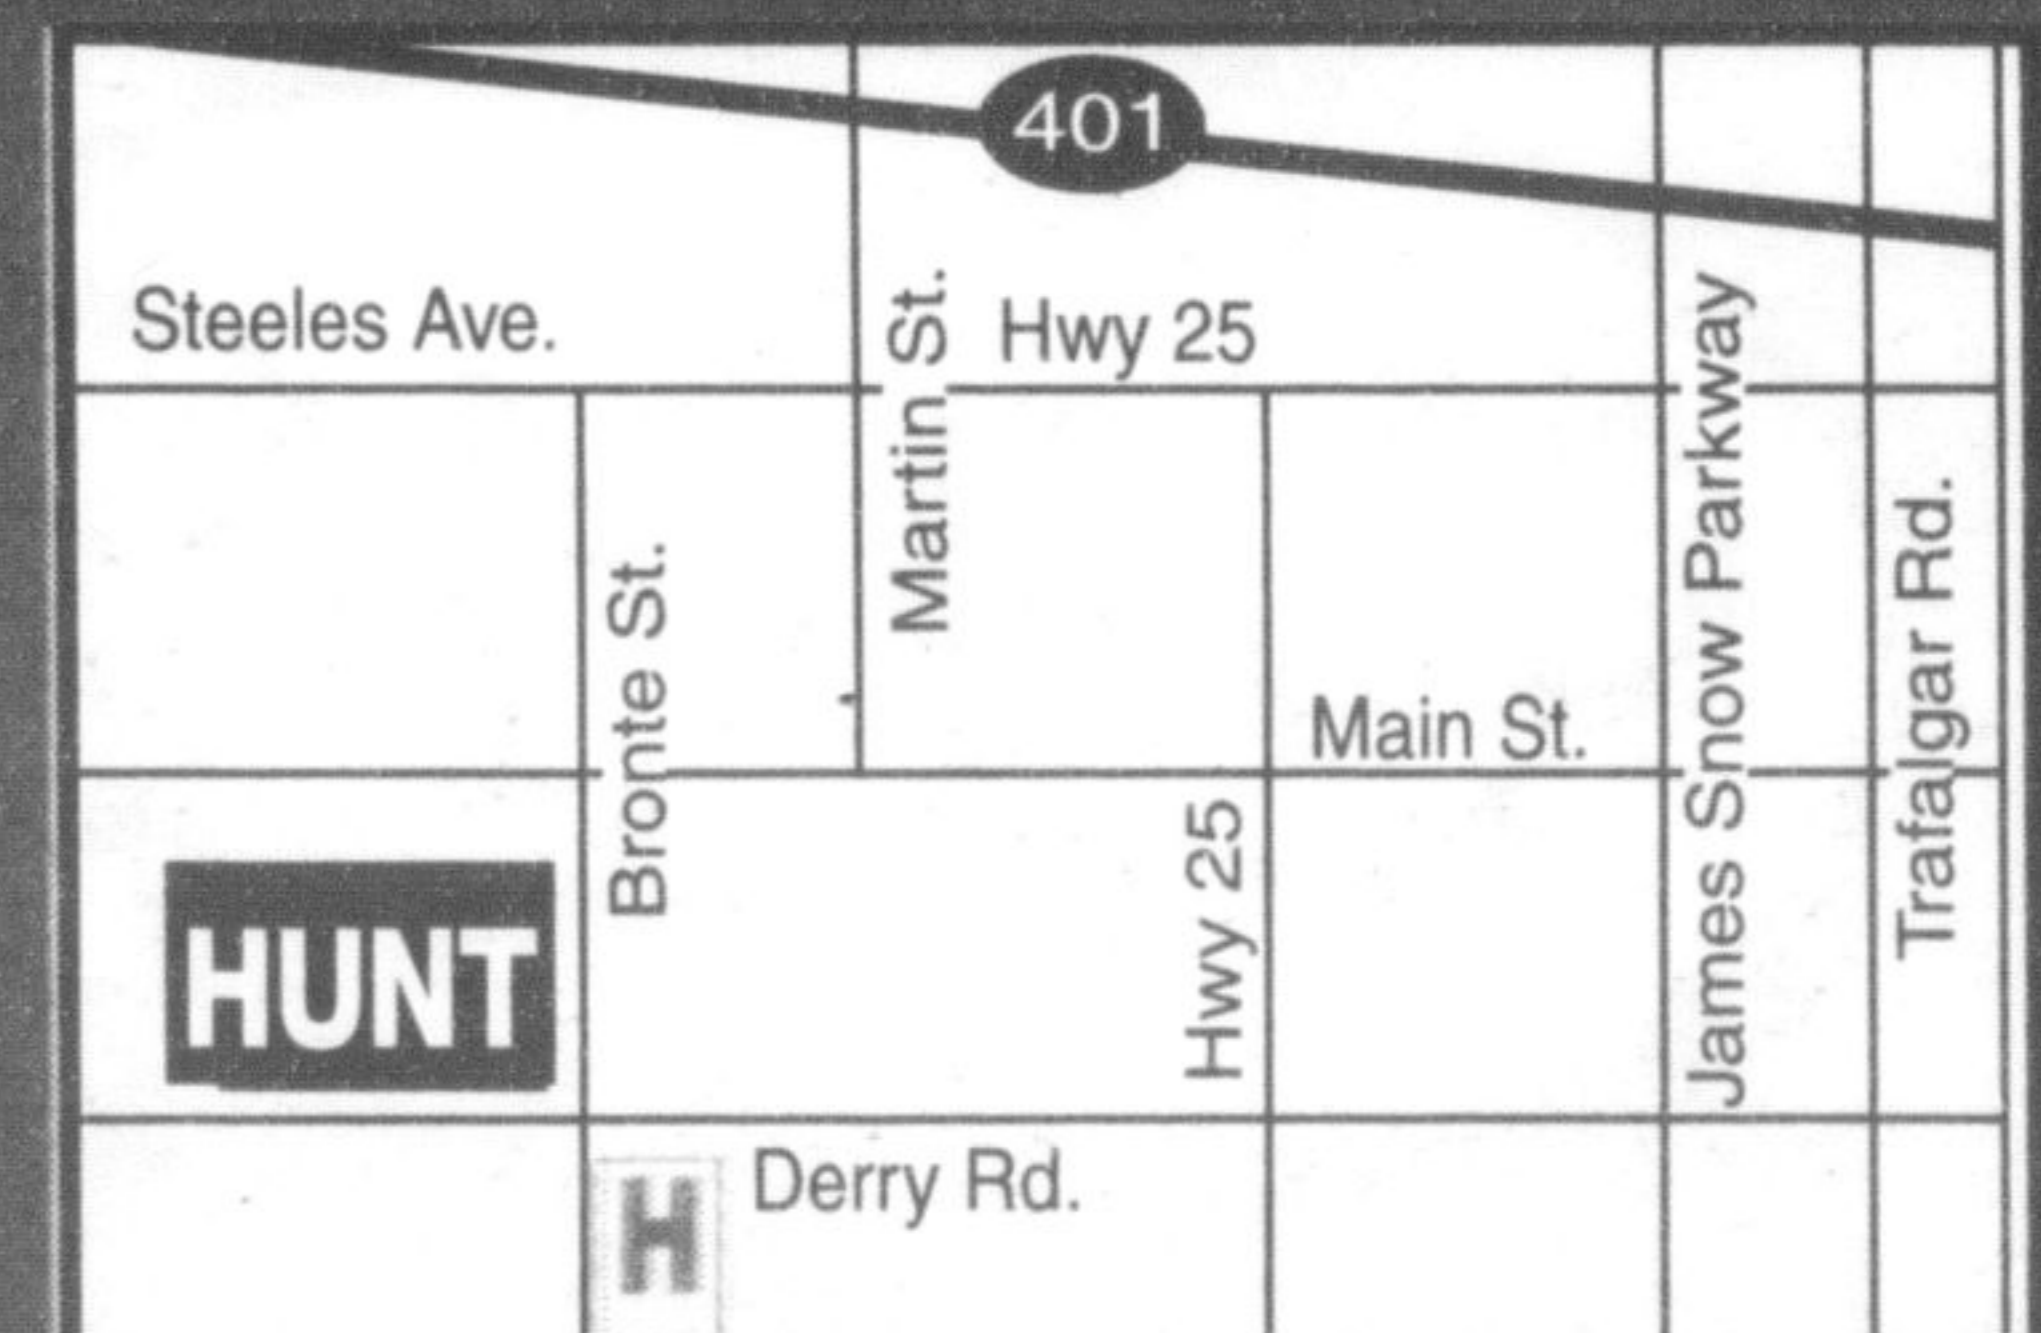 401
Steeles Ave.
Martin St.
Hwy 25
James Snow Parkway
Trafalgar Rd.
Bronte St.
Main St.
HUNT
Hwy 25
Derry Rd.
H